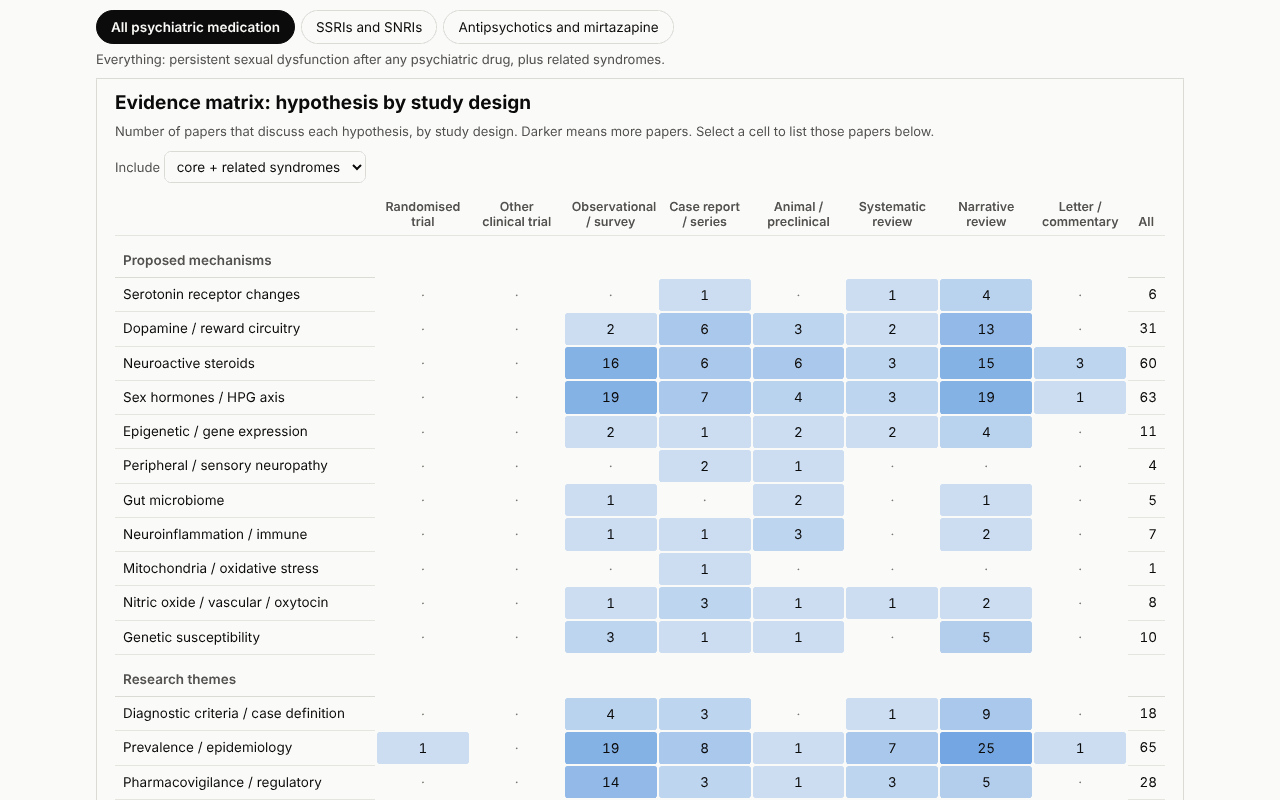 All psychiatric medication SSRIs and SNRIs Antipsychotics and mirtazapine
Everything: persistent sexual dysfunction after any psychiatric drug, plus related syndromes.
Evidence matrix: hypothesis by study design
Number of papers that discuss each hypothesis, by study design. Darker means more papers. Select a cell to list those papers below.
Include core + related syndromes
Randomised trial Other clinical trial Observational / survey Case report / series Animal / preclinical Systematic review Narrative review Letter / commentary All
Proposed mechanisms
Serotonin receptor changes · · · 1 · 1 4 · 6
Dopamine / reward circuitry · · 2 6 3 2 13 · 31
Neuroactive steroids · · 16 6 6 3 15 3 60
Sex hormones / HPG axis · · 19 7 4 3 19 1 63
Epigenetic / gene expression · · 2 1 2 2 4 · 11
Peripheral / sensory neuropathy · · · 2 1 · · · 4
Gut microbiome · · 1 · 2 · 1 · 5
Neuroinflammation / immune · · 1 1 3 · 2 · 7
Mitochondria / oxidative stress · · · 1 · · · · 1
Nitric oxide / vascular / oxytocin · · 1 3 1 1 2 · 8
Genetic susceptibility · · 3 1 1 · 5 · 10
Research themes
Diagnostic criteria / case definition · · 4 3 · 1 9 · 18
Prevalence / epidemiology 1 · 19 8 1 7 25 1 65
Pharmacovigilance / regulatory · · 14 3 1 3 5 · 28